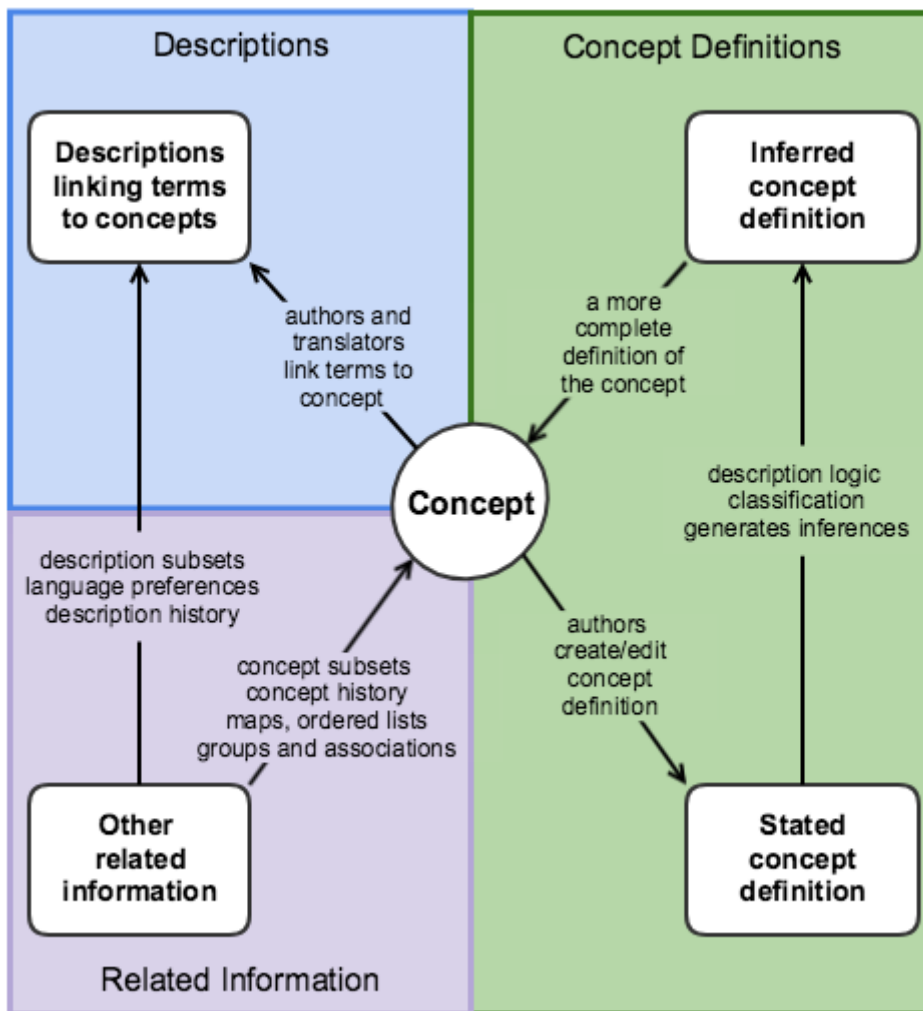 Descriptions
Concept Definitions
Descriptions
linking terms
to concepts
Inferred
concept
definition
authors and
translators
link terms to
concept
a more
complete
definition of
the concept
Concept
description logic
classification
generates inferences
description subsets
language preferences
description history
concept subsets
concept history
maps, ordered lists
groups and associations
authors
create/edit
concept
definition
Other
related
information
Stated
concept
definition
Related Information